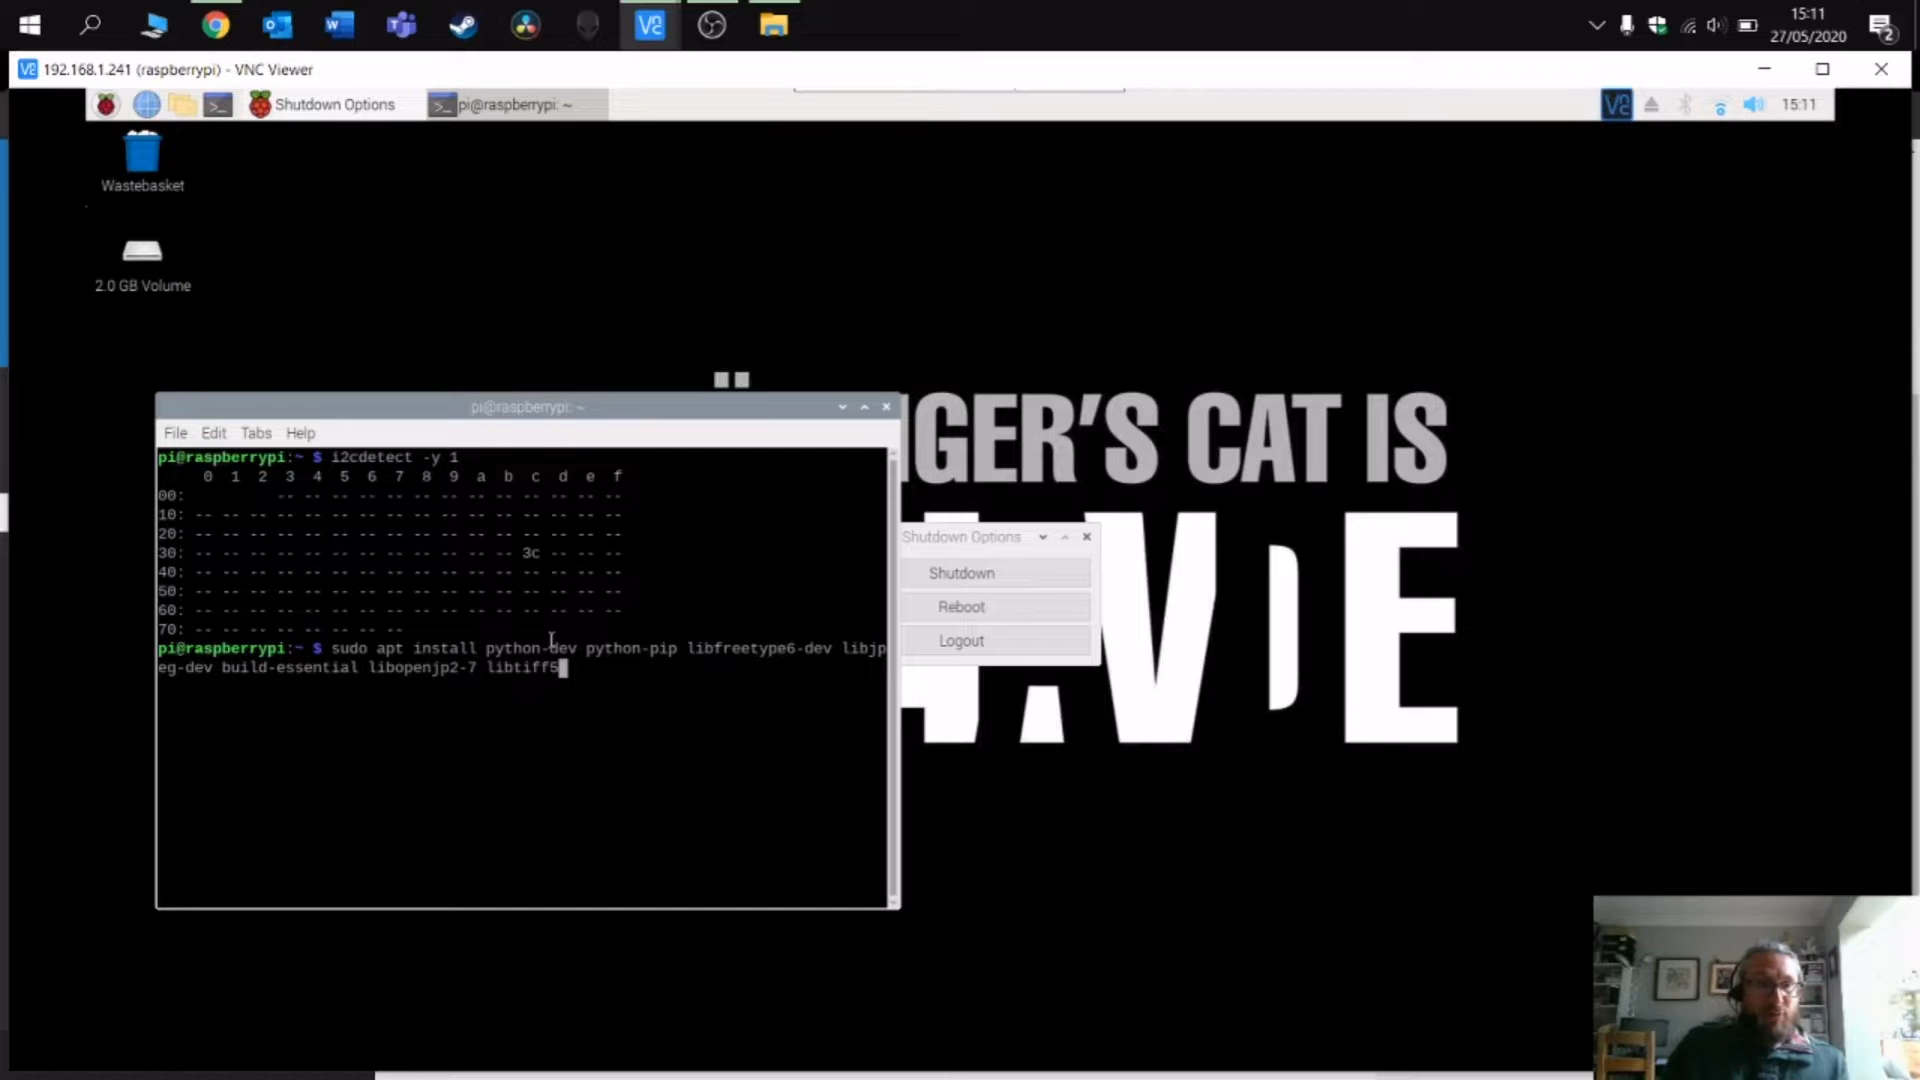 15:11
27/05/2020
2
192.168.1.241 (raspberrypi) - VNC Viewer
Shutdown Options
pi@raspberrypi: ~
15:11
Wastebasket
2.0 GB Volume
GER'S CAT IS
pi@raspberrypi: ~
File Edit Tabs Help
pi@raspberrypi:~ $ i2cdetect -y 1
0 1 2 3 4 5 6 7 8 9 a b c d e f
00: -- -- -- -- -- -- -- -- -- -- -- -- --
10: -- -- -- -- -- -- -- -- -- -- -- -- -- -- -- --
20: -- -- -- -- -- -- -- -- -- -- -- -- -- -- -- --
30: -- -- -- -- -- -- -- -- -- -- -- -- 3c -- -- --
40: -- -- -- -- -- -- -- -- -- -- -- -- -- -- -- --
50: -- -- -- -- -- -- -- -- -- -- -- -- -- -- -- --
60: -- -- -- -- -- -- -- -- -- -- -- -- -- -- -- --
70: -- -- -- -- -- -- -- --
pi@raspberrypi:~ $ sudo apt install python-dev python-pip libfreetype6-dev libjp
eg-dev build-essential libopenjp2-7 libtiff5
Shutdown Options
Shutdown
Reboot
Logout